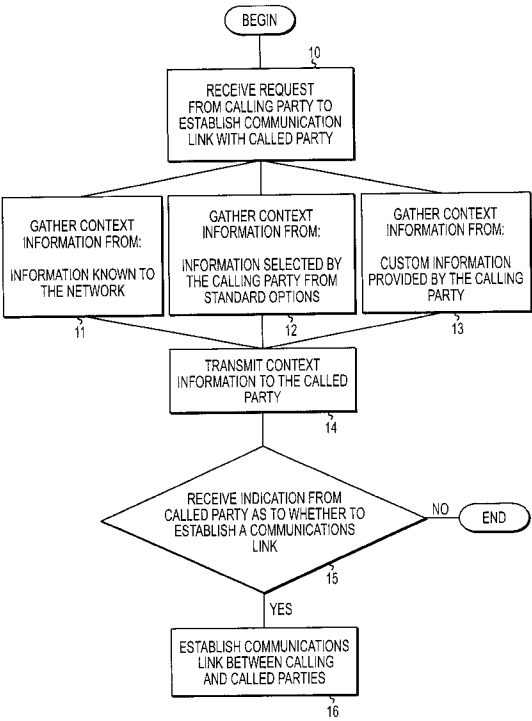 BEGIN
10
RECEIVE REQUEST
FROM CALLING PARTY TO
ESTABLISH COMMUNICATION
LINK WITH CALLED PARTY
GATHER CONTEXT
INFORMATION FROM:
INFORMATION KNOWN TO
THE NETWORK
11
GATHER CONTEXT
INFORMATION FROM:
INFORMATION SELECTED BY
THE CALLING PARTY FROM
STANDARD OPTIONS
12
GATHER CONTEXT
INFORMATION FROM:
CUSTOM INFORMATION
PROVIDED BY THE CALLING
PARTY
13
TRANSMIT CONTEXT
INFORMATION TO THE CALLED
PARTY
14
RECEIVE INDICATION FROM
CALLED PARTY AS TO WHETHER TO
ESTABLISH A COMMUNICATIONS
LINK
15
NO
END
YES
ESTABLISH COMMUNICATIONS
LINK BETWEEN CALLING
AND CALLED PARTIES
16